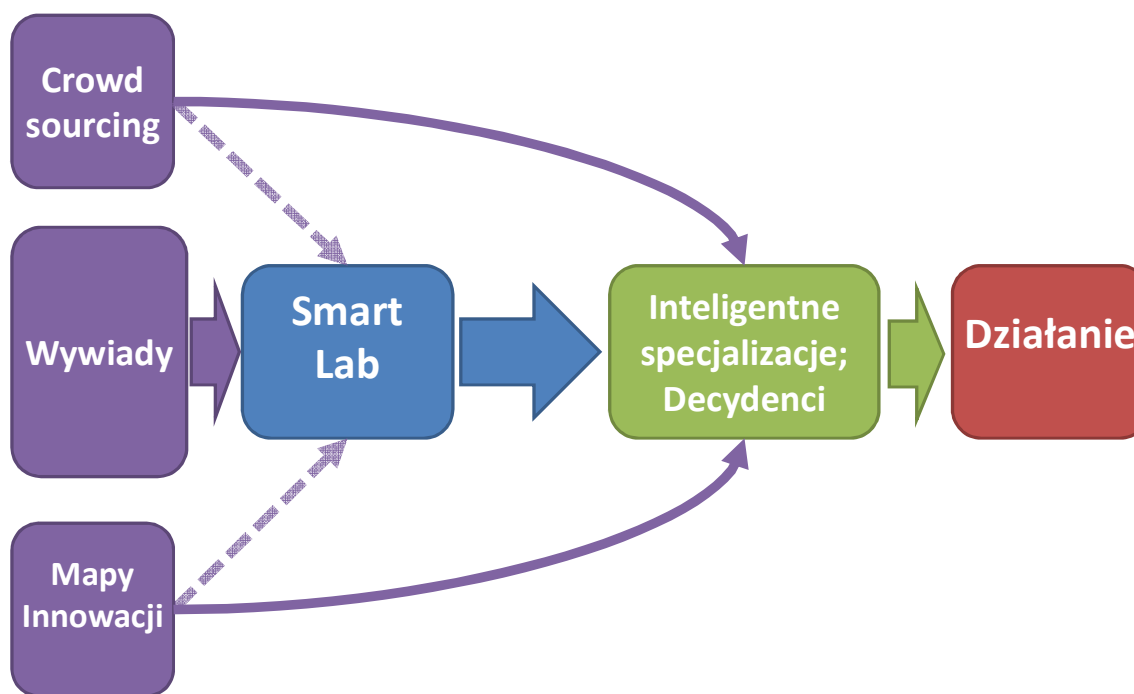 Crowd
sourcing
Wywiady
Mapy
Innowacji
Smart
Lab
Inteligentne
specjalizacje;
Decydenci
Działanie